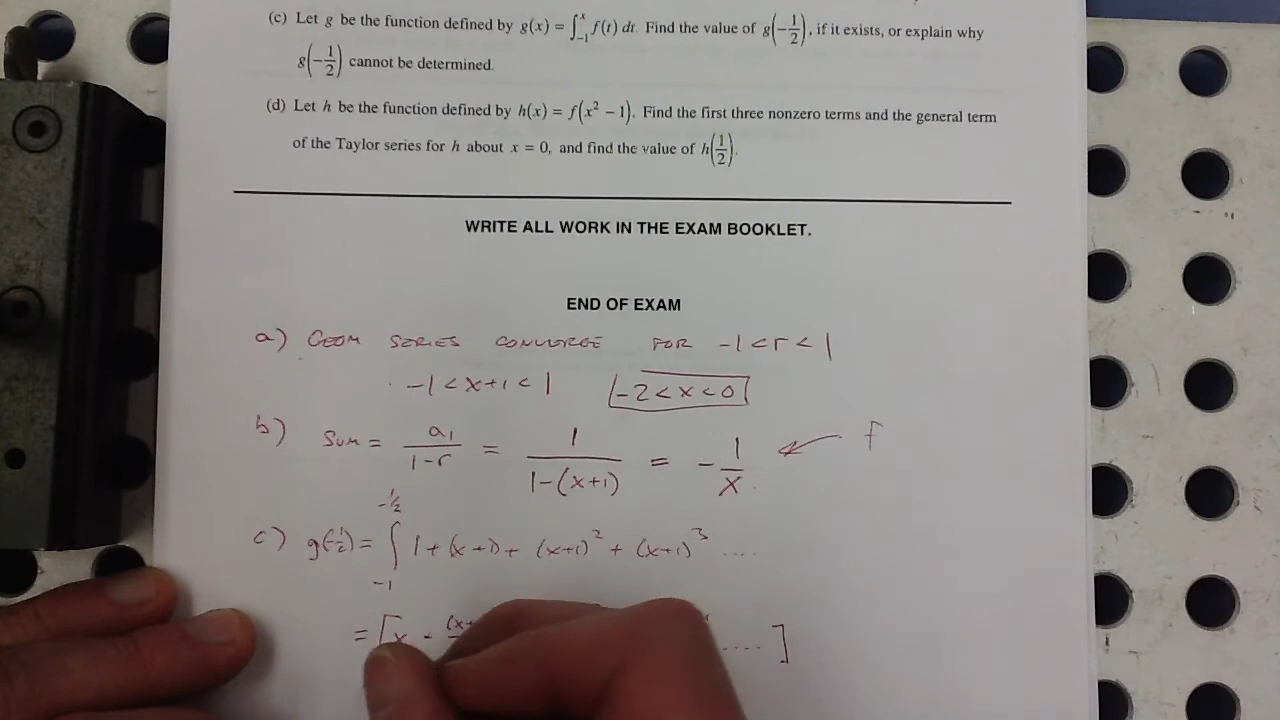 (c) Let g be the function defined by g(x) = ∫₋₁ˣ f(t) dt. Find the value of g(-1/2), if it exists, or explain why
g(-1/2) cannot be determined.
(d) Let h be the function defined by h(x) = f(x² - 1). Find the first three nonzero terms and the general term
of the Taylor series for h about x = 0, and find the value of h(1/2).
WRITE ALL WORK IN THE EXAM BOOKLET.
END OF EXAM
a) GEOM SERIES CONVERGE FOR -1 < r < 1
-1 < x+1 < 1 -2 < x < 0
b) SUM = a₁/(1-r) = 1/(1-(x+1)) = -1/x ← f
c) g(-1/2) = ∫₋₁^(-1/2) 1 + (x+1) + (x+1)² + (x+1)³ ....
= [x .... ]